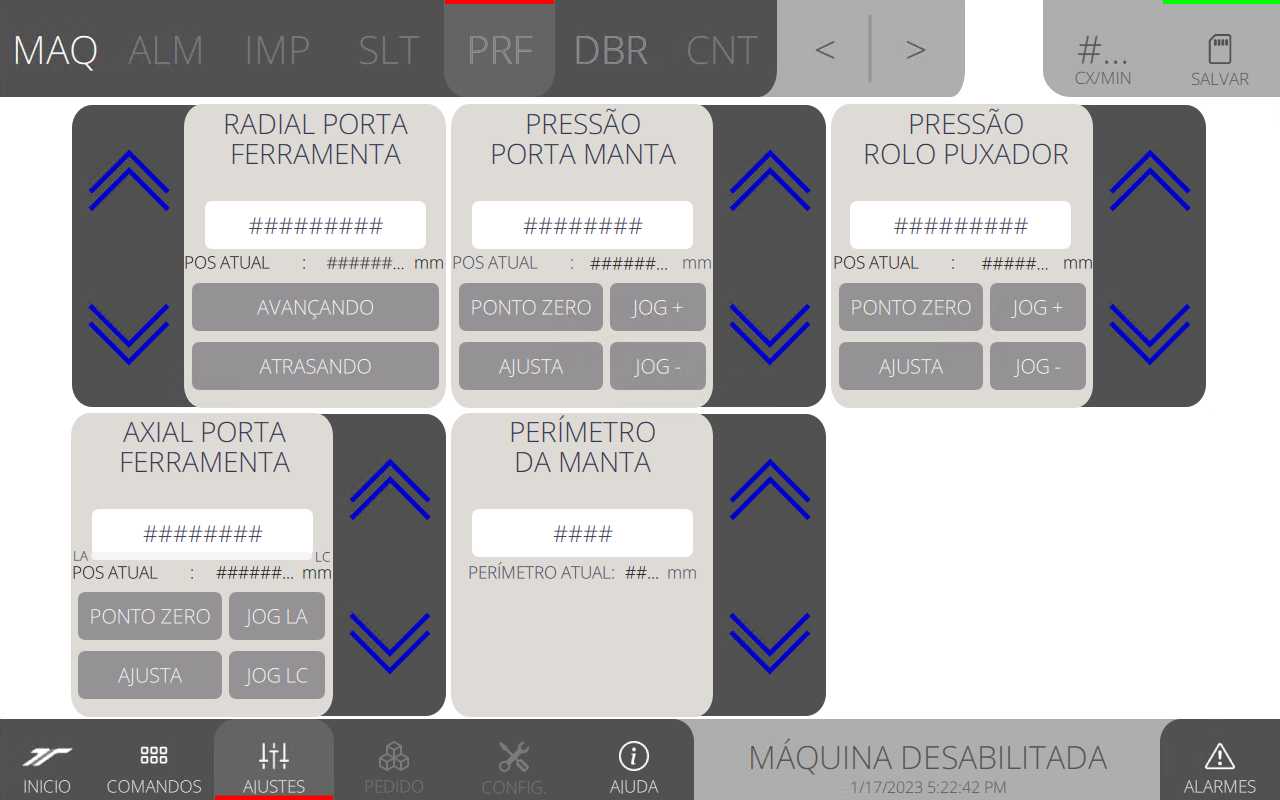 MAQ ALM IMP SLT PRF DBR CNT < > #...
CX/MIN SALVAR
RADIAL PORTA
FERRAMENTA
#########
POS ATUAL : ######... mm
AVANÇANDO
ATRASANDO
PRESSÃO
PORTA MANTA
########
POS ATUAL : ######... mm
PONTO ZERO JOG +
AJUSTA JOG -
PRESSÃO
ROLO PUXADOR
#########
POS ATUAL : #####... mm
PONTO ZERO JOG +
AJUSTA JOG -
AXIAL PORTA
FERRAMENTA
########
LA LC
POS ATUAL : ######... mm
PONTO ZERO JOG LA
AJUSTA JOG LC
PERÍMETRO
DA MANTA
####
PERÍMETRO ATUAL: ##... mm
INICIO COMANDOS AJUSTES PEDIDO CONFIG. AJUDA
MÁQUINA DESABILITADA
1/17/2023 5:22:42 PM
ALARMES